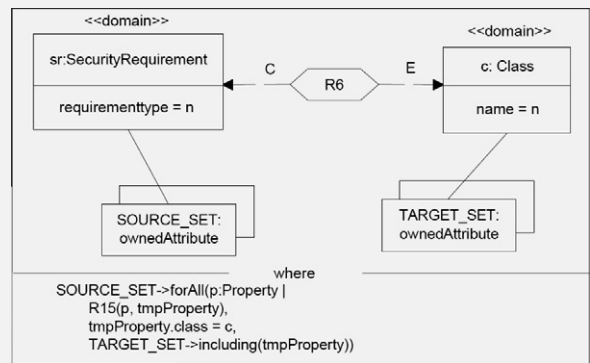 <<domain>>
<<domain>>
sr:SecurityRequirement
C
R6
E
c: Class
requirementtype = n
name = n
SOURCE_SET:
ownedAttribute
TARGET_SET:
ownedAttribute
where
SOURCE_SET->forAll(p:Property |
R15(p, tmpProperty),
tmpProperty.class = c,
TARGET_SET->including(tmpProperty))